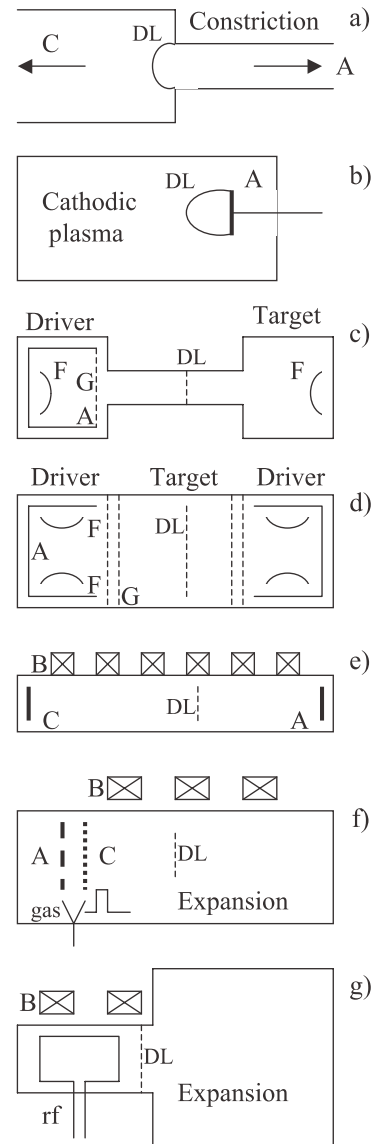 a)
Constriction
DL
C
A
b)
DL
A
Cathodic
plasma
Driver
Target
c)
DL
F
G
A
F
Driver
Target
Driver
d)
DL
F
A
F
G
B
e)
DL
C
A
B
f)
A
C
DL
gas
Expansion
B
g)
DL
Expansion
rf